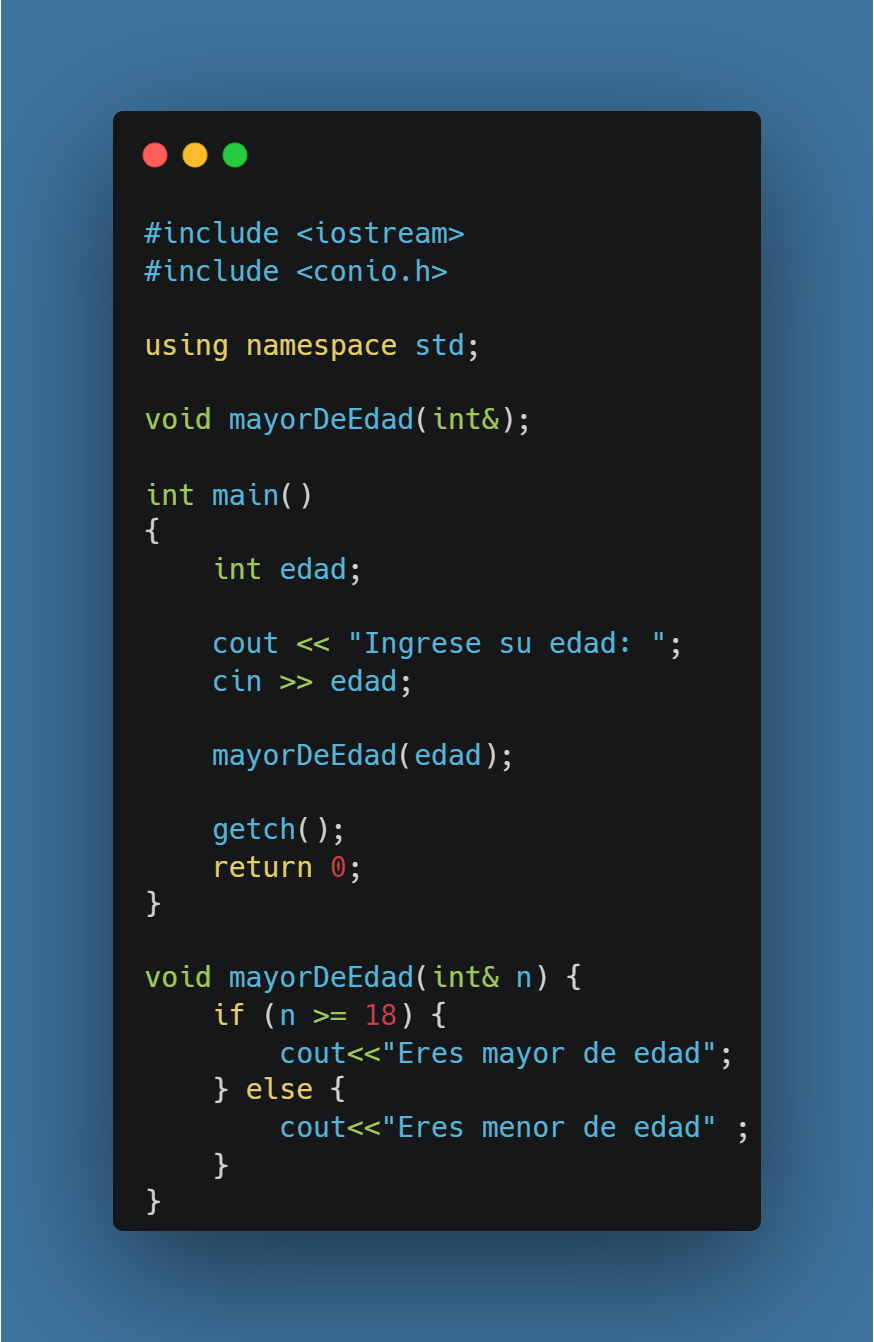 #include <iostream>
#include <conio.h>
using namespace std;
void mayorDeEdad(int&);
int main()
{
    int edad;
    cout << "Ingrese su edad: ";
    cin >> edad;
    mayorDeEdad(edad);
    getch();
    return 0;
}
void mayorDeEdad(int& n) {
    if (n >= 18) {
        cout<<"Eres mayor de edad";
    } else {
        cout<<"Eres menor de edad" ;
    }
}